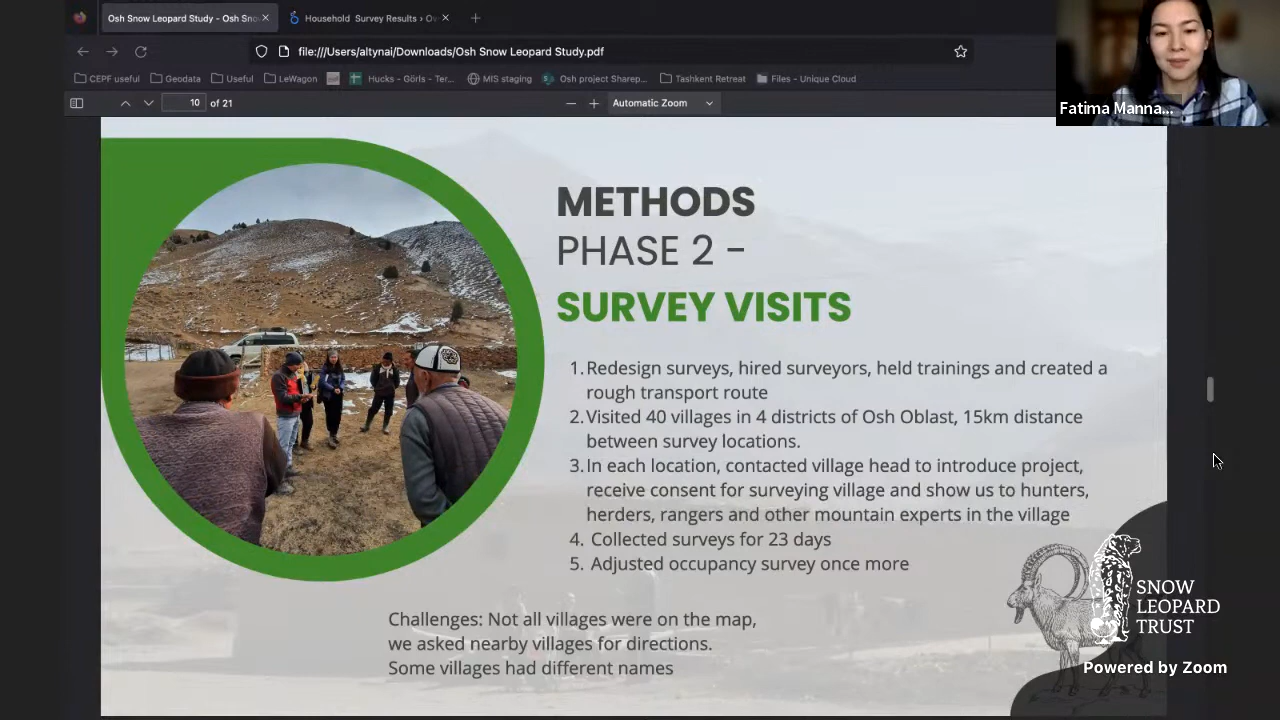 Osh Snow Leopard Study - Osh Sno
Household Survey Results › O
file:///Users/altynai/Downloads/Osh Snow Leopard Study.pdf
CEPF useful
Geodata
Useful
LeWagon
Hucks - Görls - Ter...
MIS staging
Osh project Sharep...
Tashkent Retreat
Files - Unique Cloud
10 of 21
Automatic Zoom
Fatima Manna...
METHODS
PHASE 2 -
SURVEY VISITS
1. Redesign surveys, hired surveyors, held trainings and created a
rough transport route
2. Visited 40 villages in 4 districts of Osh Oblast, 15km distance
between survey locations.
3. In each location, contacted village head to introduce project,
receive consent for surveying village and show us to hunters,
herders, rangers and other mountain experts in the village
4. Collected surveys for 23 days
5. Adjusted occupancy survey once more
Challenges: Not all villages were on the map,
we asked nearby villages for directions.
Some villages had different names
SNOW
LEOPARD
TRUST
Powered by Zoom